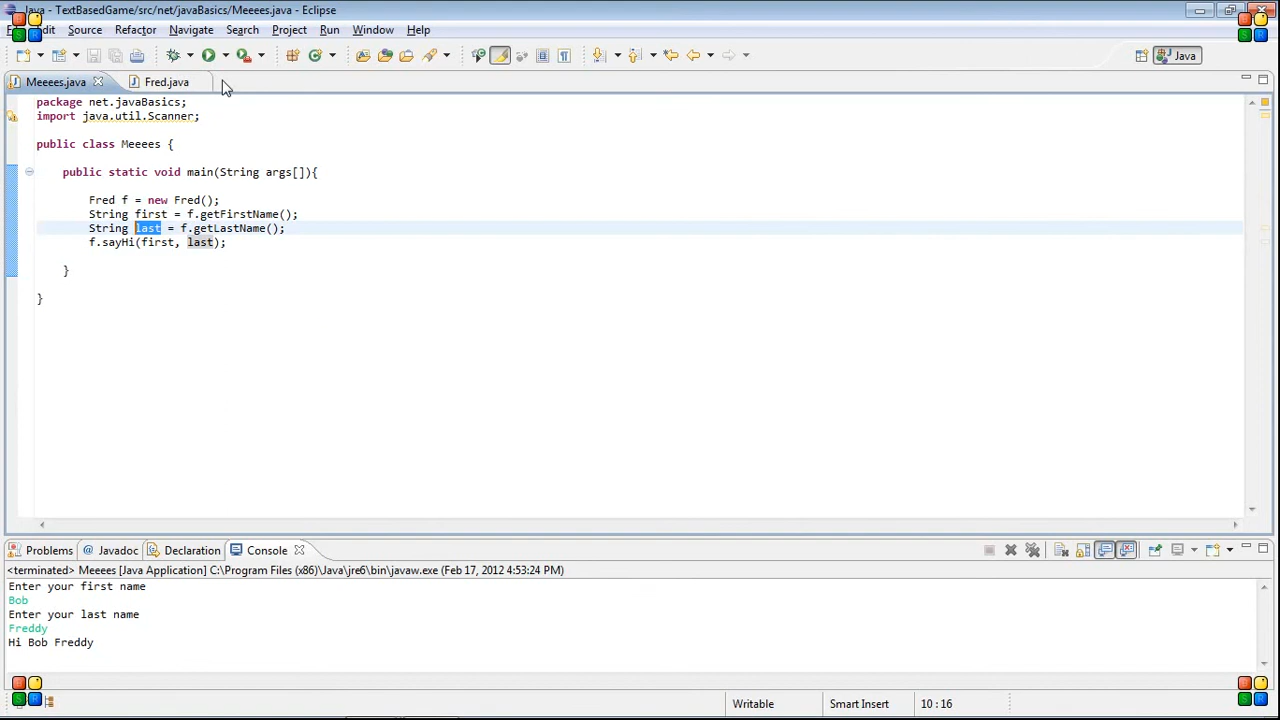 Java - TextBasedGame/src/net/javaBasics/Meeees.java - Eclipse
Source Refactor Navigate Search Project Run Window Help
Java
Meeees.java Fred.java
package net.javaBasics;
import java.util.Scanner;
public class Meeees {
public static void main(String args[]){
Fred f = new Fred();
String first = f.getFirstName();
String last = f.getLastName();
f.sayHi(first, last);
}
}
Problems @ Javadoc Declaration Console
<terminated> Meeees [Java Application] C:\Program Files (x86)\Java\jre6\bin\javaw.exe (Feb 17, 2012 4:53:24 PM)
Enter your first name
Bob
Enter your last name
Freddy
Hi Bob Freddy
Writable Smart Insert 10 : 16